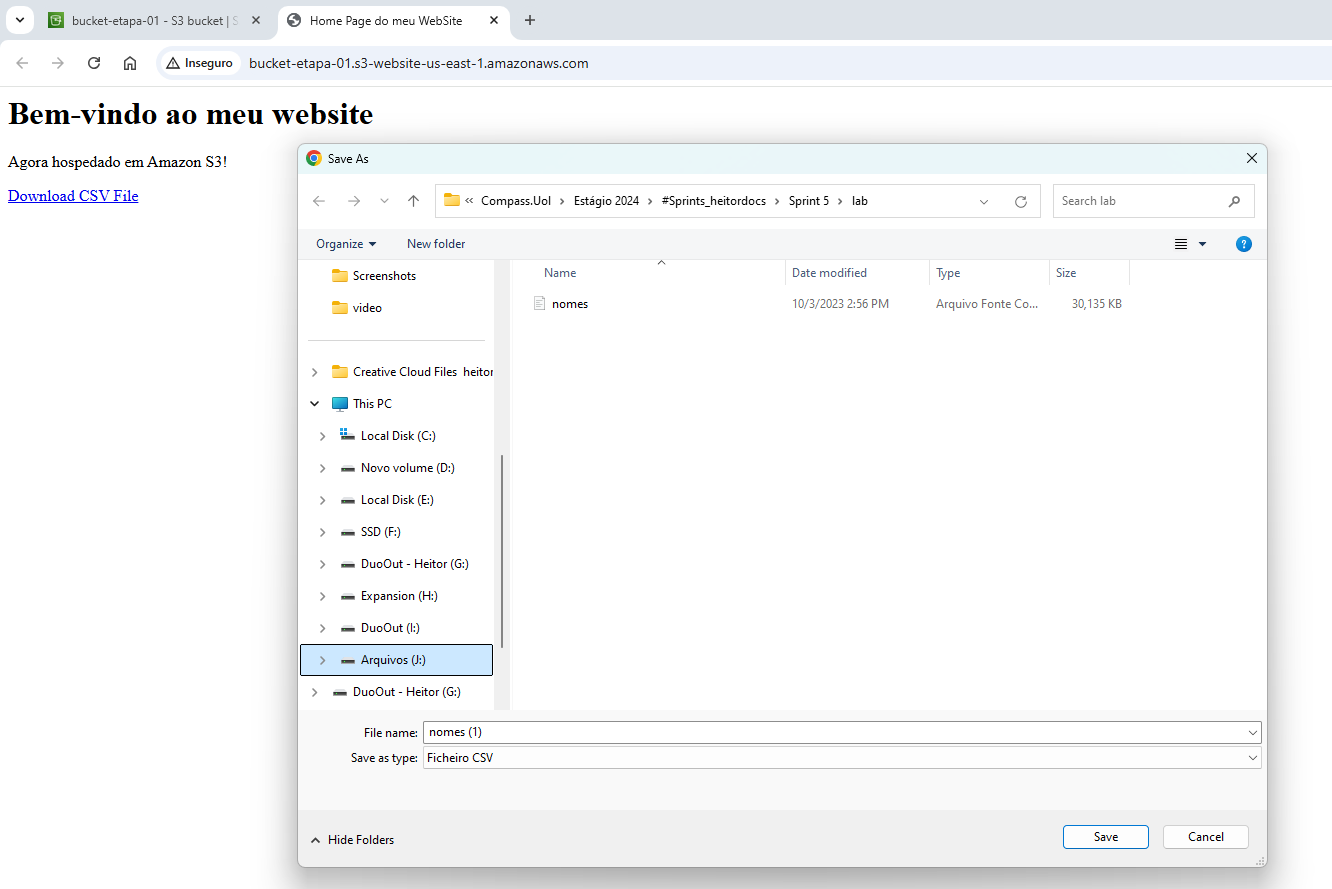 bucket-etapa-01 - S3 bucket | S
Home Page do meu WebSite
Inseguro
bucket-etapa-01.s3-website-us-east-1.amazonaws.com
Bem-vindo ao meu website
Agora hospedado em Amazon S3!
Download CSV File
Save As
« Compass.Uol > Estágio 2024 > #Sprints_heitordocs > Sprint 5 > lab
Search lab
Organize
New folder
Name Date modified Type Size
nomes 10/3/2023 2:56 PM Arquivo Fonte Co... 30,135 KB
Screenshots
video
Creative Cloud Files heitor
This PC
Local Disk (C:)
Novo volume (D:)
Local Disk (E:)
SSD (F:)
DuoOut - Heitor (G:)
Expansion (H:)
DuoOut (I:)
Arquivos (J:)
DuoOut - Heitor (G:)
File name: nomes (1)
Save as type: Ficheiro CSV
Hide Folders
Save
Cancel